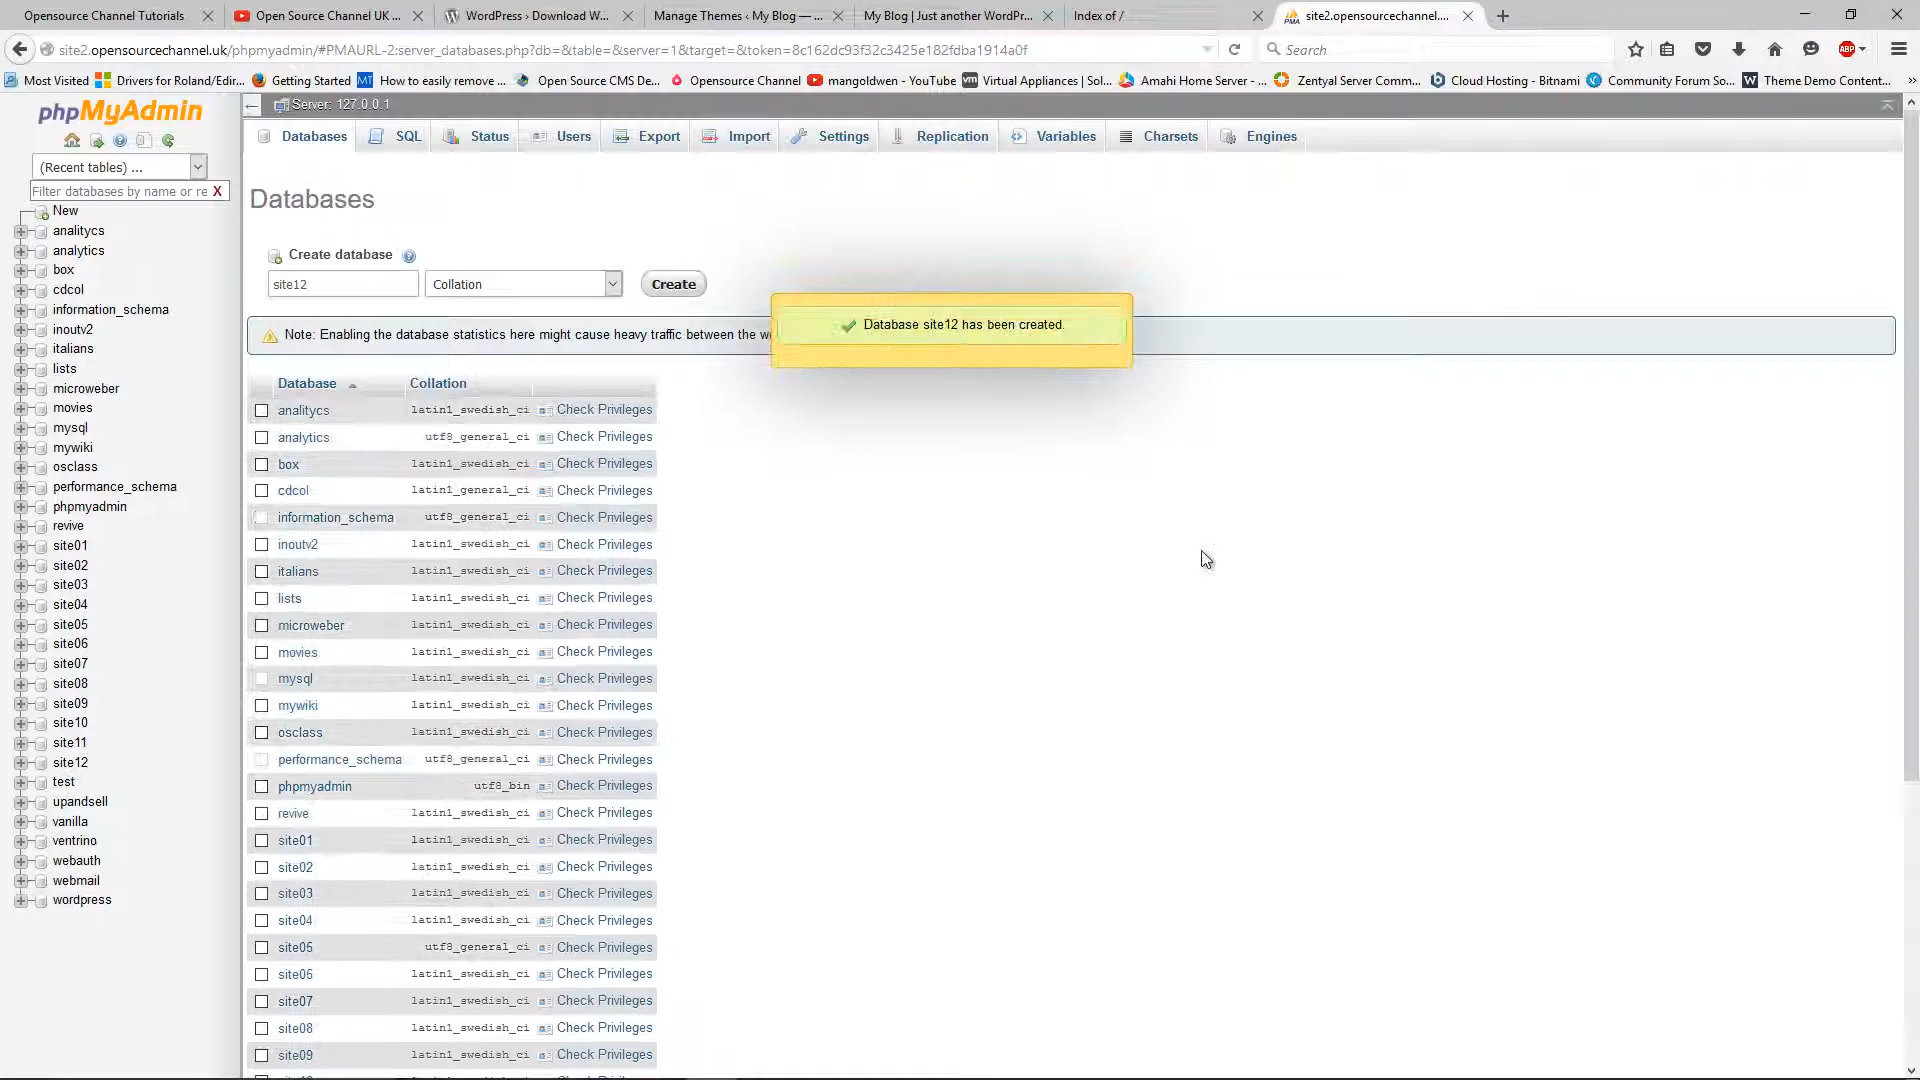 Open Source Channel Tutorials
Open Source Channel UK ...
WordPress › Download W...
Manage Themes ‹ My Blog — ...
My Blog | Just another WordPr...
Index of /
site2.opensourcechannel....
site2.opensourcechannel.uk/phpmyadmin/#PMAURL-2:server_databases.php?db=&table=&server=1&target=&token=8c162dc93f32c3425e182fdba1914a0f
Search
ABP
Most Visited
Drivers for Roland/Edir...
Getting Started
MT How to easily remove ...
Open Source CMS De...
Opensource Channel
mangoldwen - YouTube
vm Virtual Appliances | Sol...
Amahi Home Server - ...
Zentyal Server Comm...
Cloud Hosting - Bitnami
Community Forum So...
W Theme Demo Content...
phpMyAdmin
(Recent tables) ...
Filter databases by name or re X
New
analitycs
analytics
box
cdcol
information_schema
inoutv2
italians
lists
microweber
movies
mysql
mywiki
osclass
performance_schema
phpmyadmin
revive
site01
site02
site03
site04
site05
site06
site07
site08
site09
site10
site11
site12
test
upandsell
vanilla
ventrino
webauth
webmail
wordpress
Server: 127.0.0.1
Databases
SQL
Status
Users
Export
Import
Settings
Replication
Variables
Charsets
Engines
Databases
Create database
site12
Collation
Create
Note: Enabling the database statistics here might cause heavy traffic between the w
Database site12 has been created.
Database Collation
analitycs latin1_swedish_ci Check Privileges
analytics utf8_general_ci Check Privileges
box latin1_swedish_ci Check Privileges
cdcol latin1_general_ci Check Privileges
information_schema utf8_general_ci Check Privileges
inoutv2 latin1_swedish_ci Check Privileges
italians latin1_swedish_ci Check Privileges
lists latin1_swedish_ci Check Privileges
microweber latin1_swedish_ci Check Privileges
movies latin1_swedish_ci Check Privileges
mysql latin1_swedish_ci Check Privileges
mywiki latin1_swedish_ci Check Privileges
osclass latin1_swedish_ci Check Privileges
performance_schema utf8_general_ci Check Privileges
phpmyadmin utf8_bin Check Privileges
revive latin1_swedish_ci Check Privileges
site01 latin1_swedish_ci Check Privileges
site02 latin1_swedish_ci Check Privileges
site03 latin1_swedish_ci Check Privileges
site04 latin1_swedish_ci Check Privileges
site05 utf8_general_ci Check Privileges
site06 latin1_swedish_ci Check Privileges
site07 latin1_swedish_ci Check Privileges
site08 latin1_swedish_ci Check Privileges
site09 latin1_swedish_ci Check Privileges